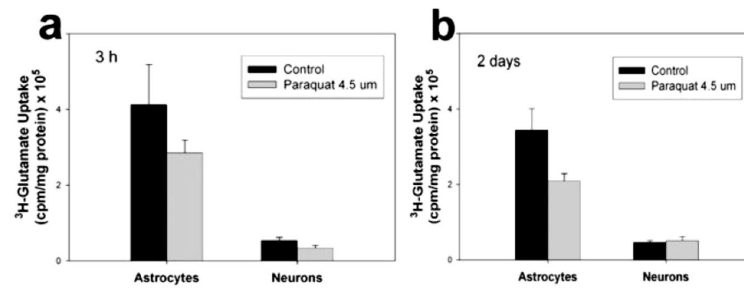 a
3 h
Control
Paraquat 4.5 um
³H-Glutamate Uptake
(cpm/mg protein) x 10⁵
4
2
0
Astrocytes
Neurons
b
2 days
Control
Paraquat 4.5 um
³H-Glutamate Uptake
(cpm/mg protein) x 10⁵
4
2
0
Astrocytes
Neurons